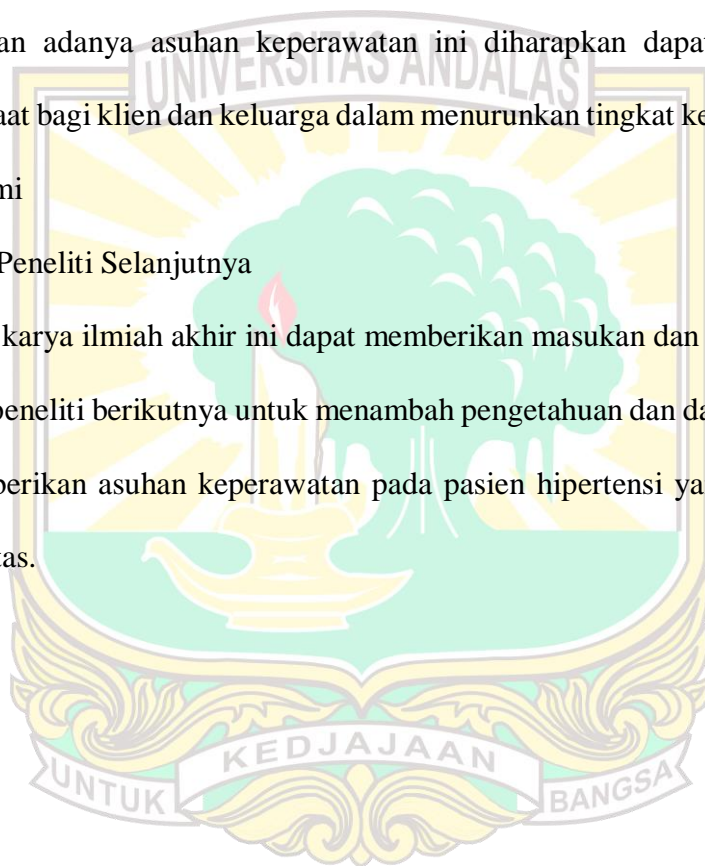 UNIVERSITAS ANDALAS
an adanya asuhan keperawatan ini diharapkan dapa
aat bagi klien dan keluarga dalam menurunkan tingkat ke
mi
Peneliti Selanjutnya
karya ilmiah akhir ini dapat memberikan masukan dan
peneliti berikutnya untuk menambah pengetahuan dan da
berikan asuhan keperawatan pada pasien hipertensi ya
tas.
UNTUK KEDJAJAAN BANGSA